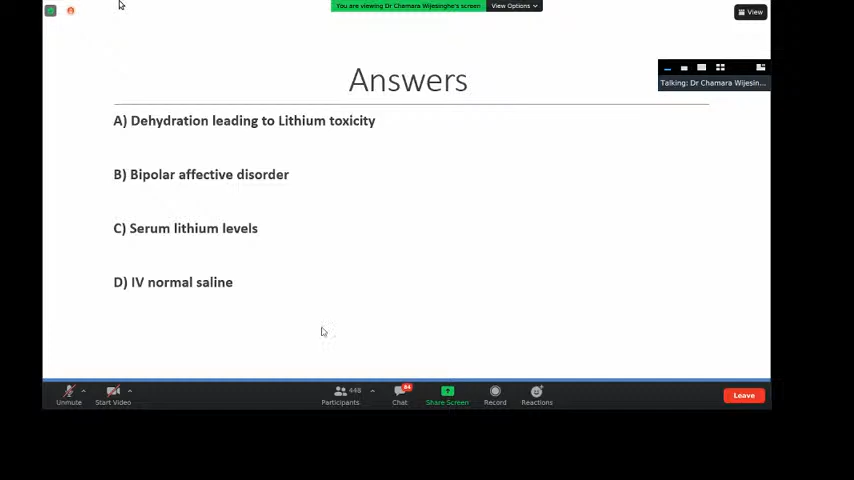 You are viewing Dr Chamara Wijesinghe's screen
View Options
View
Answers
Talking: Dr Chamara Wijesin...
A) Dehydration leading to Lithium toxicity
B) Bipolar affective disorder
C) Serum lithium levels
D) IV normal saline
Unmute
Start Video
Participants
445
Chat
84
Share Screen
Record
Reactions
Leave